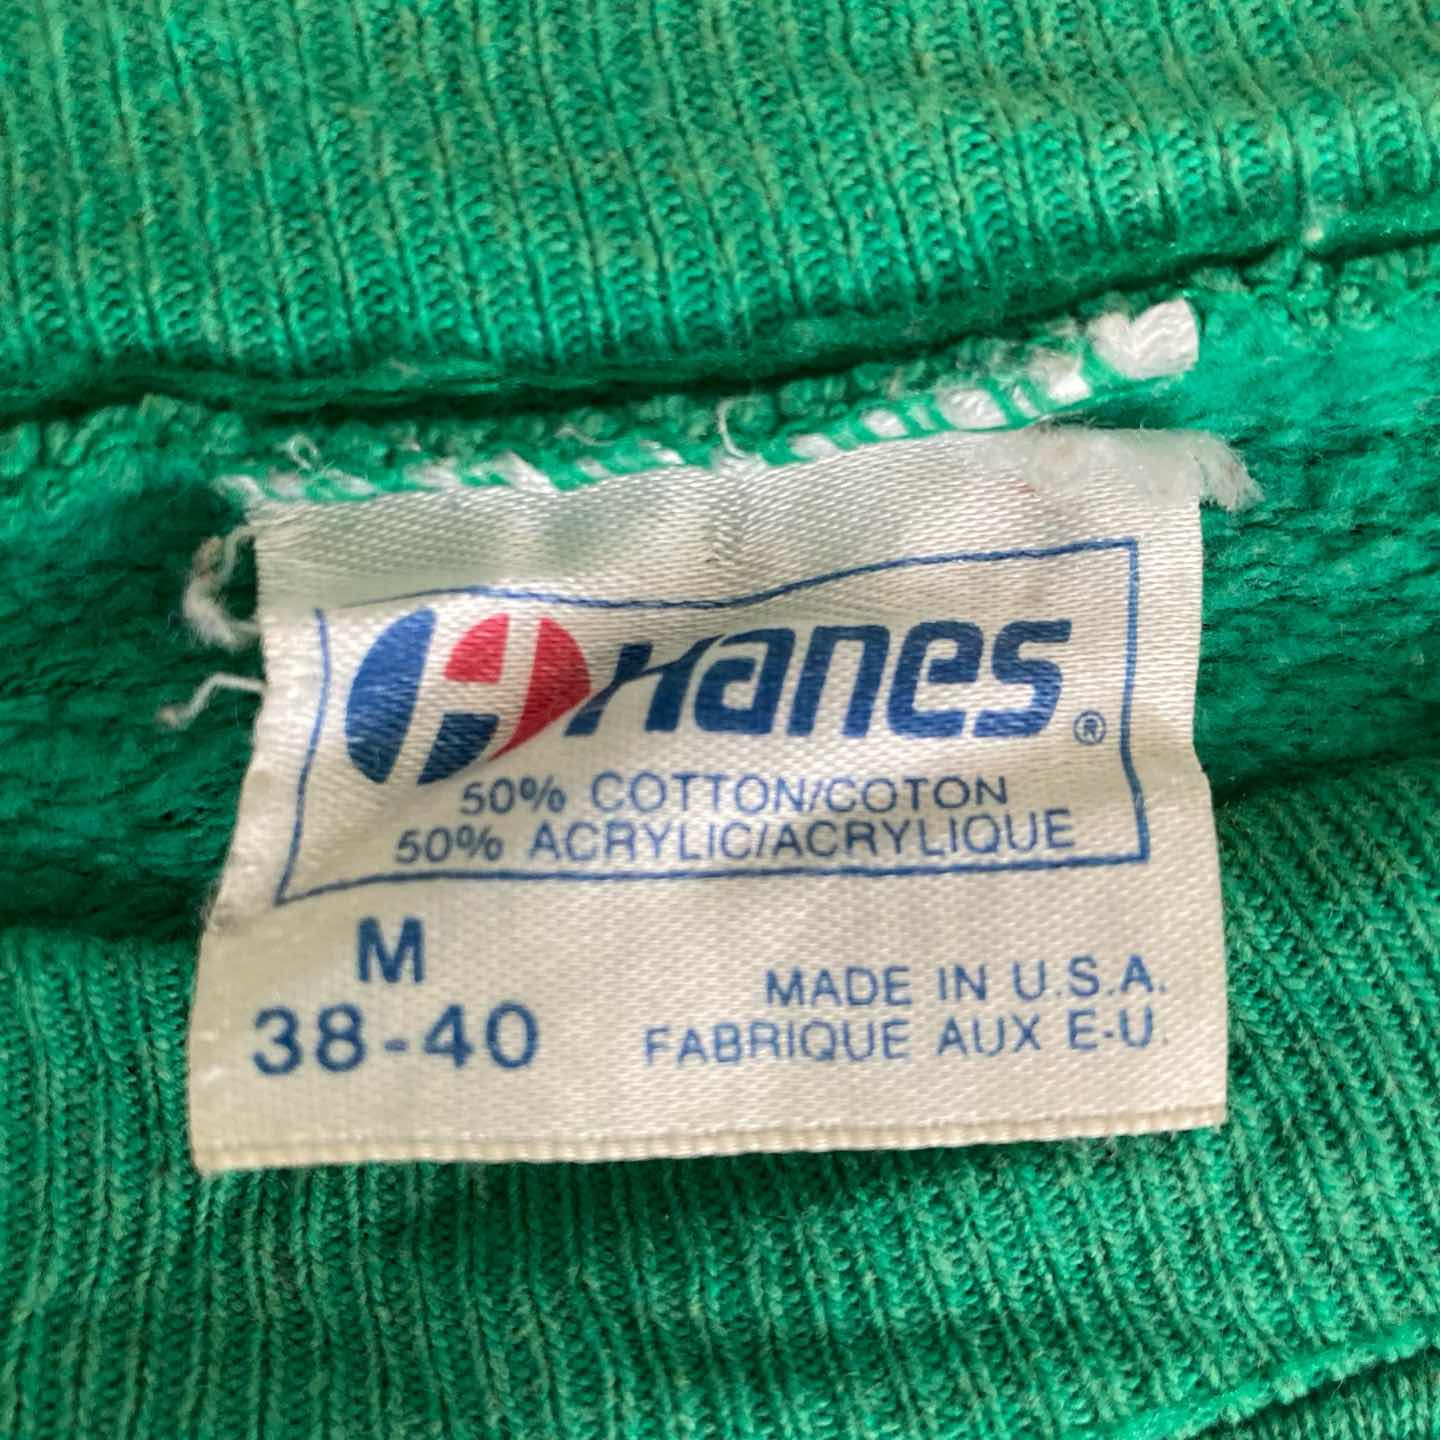 H Hanes ®
50% COTTON/COTON
50% ACRYLIC/ACRYLIQUE
M
38-40
MADE IN U.S.A.
FABRIQUE AUX E-U.